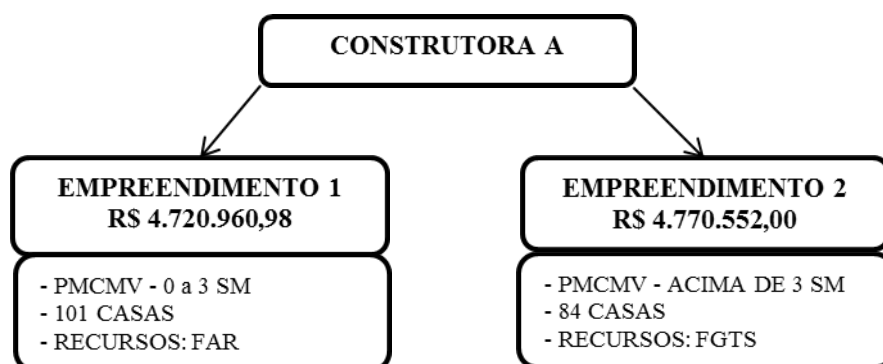 CONSTRUTORA A
EMPREENDIMENTO 1
R$ 4.720.960,98
- PMCMV - 0 a 3 SM
- 101 CASAS
- RECURSOS: FAR
EMPREENDIMENTO 2
R$ 4.770.552,00
- PMCMV - ACIMA DE 3 SM
- 84 CASAS
- RECURSOS: FGTS